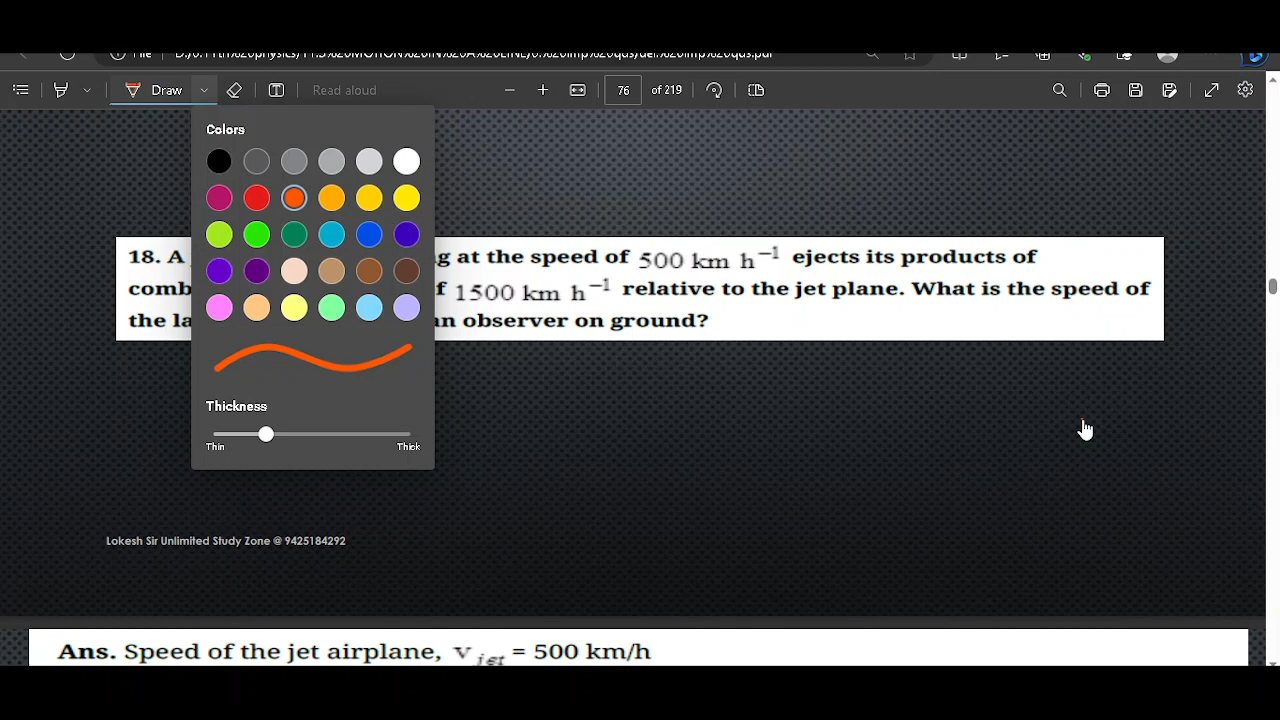 Draw
Read aloud
76 of 219
Colors
Thickness
Thin Thick
18. A g at the speed of 500 km h⁻¹ ejects its products of
comb f 1500 km h⁻¹ relative to the jet plane. What is the speed of
the la an observer on ground?
Lokesh Sir Unlimited Study Zone @ 9425184292
Ans. Speed of the jet airplane, v jet = 500 km/h